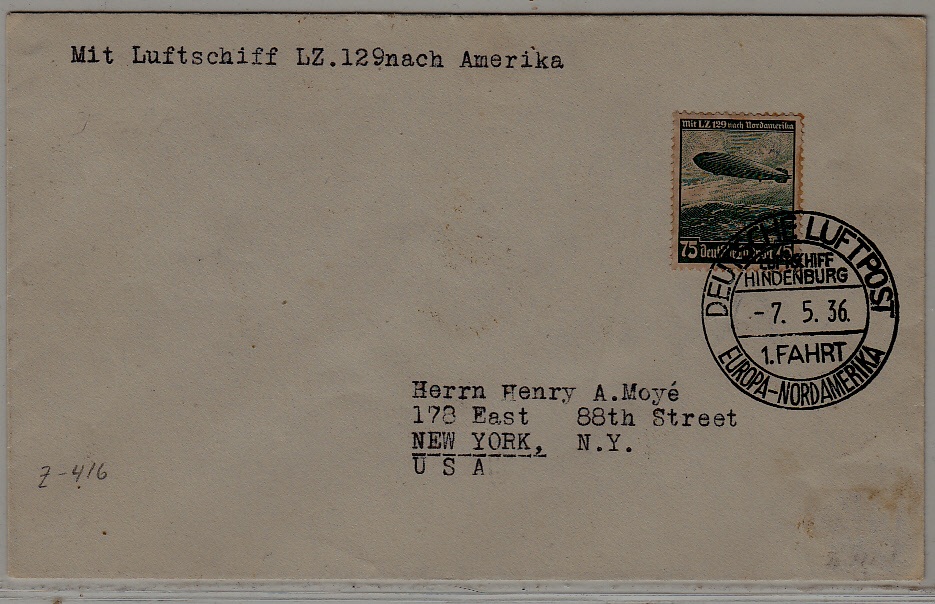 Mit Luftschiff LZ.129nach Amerika
Mit LZ 129 nach Nordamerika
75 75
DEUTSCHE LUFTPOST
LUFTSCHIFF
HINDENBURG
-7. 5. 36.
1. FAHRT
EUROPA-NORDAMERIKA
Herrn Henry A.Moyé
178 East 88th Street
NEW YORK, N.Y.
U S A
Z-416